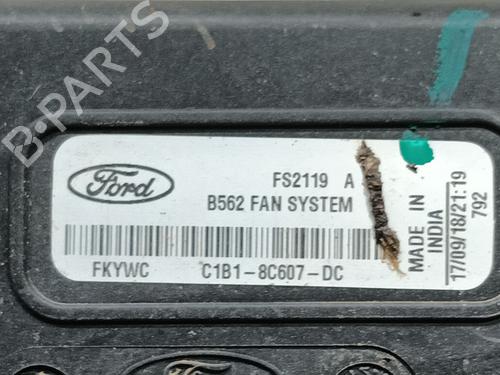 B-PARTS
Ford
FS2119 A
B562 FAN SYSTEM
FKYWC C1B1-8C607-DC
MADE IN
INDIA
17/09/18/21:19
792